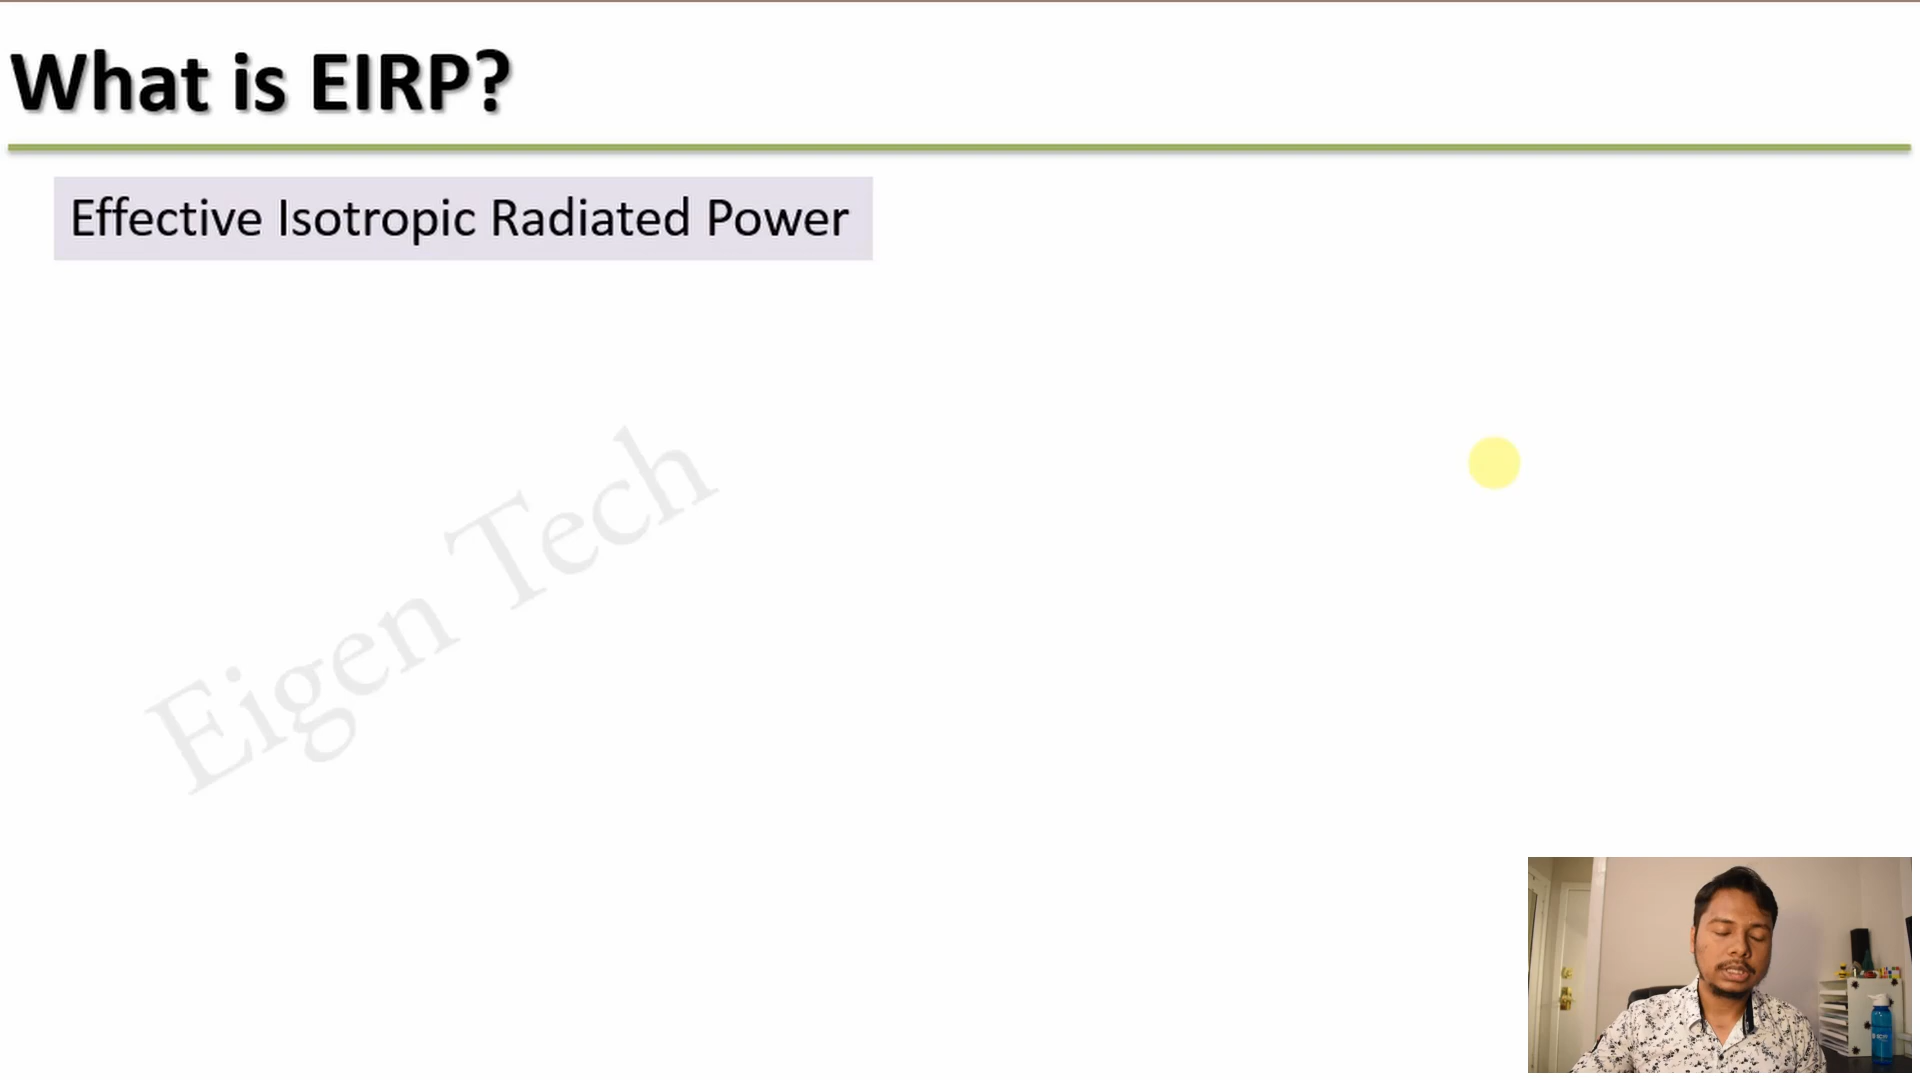 What is EIRP?
Effective Isotropic Radiated Power
Eigen Tech